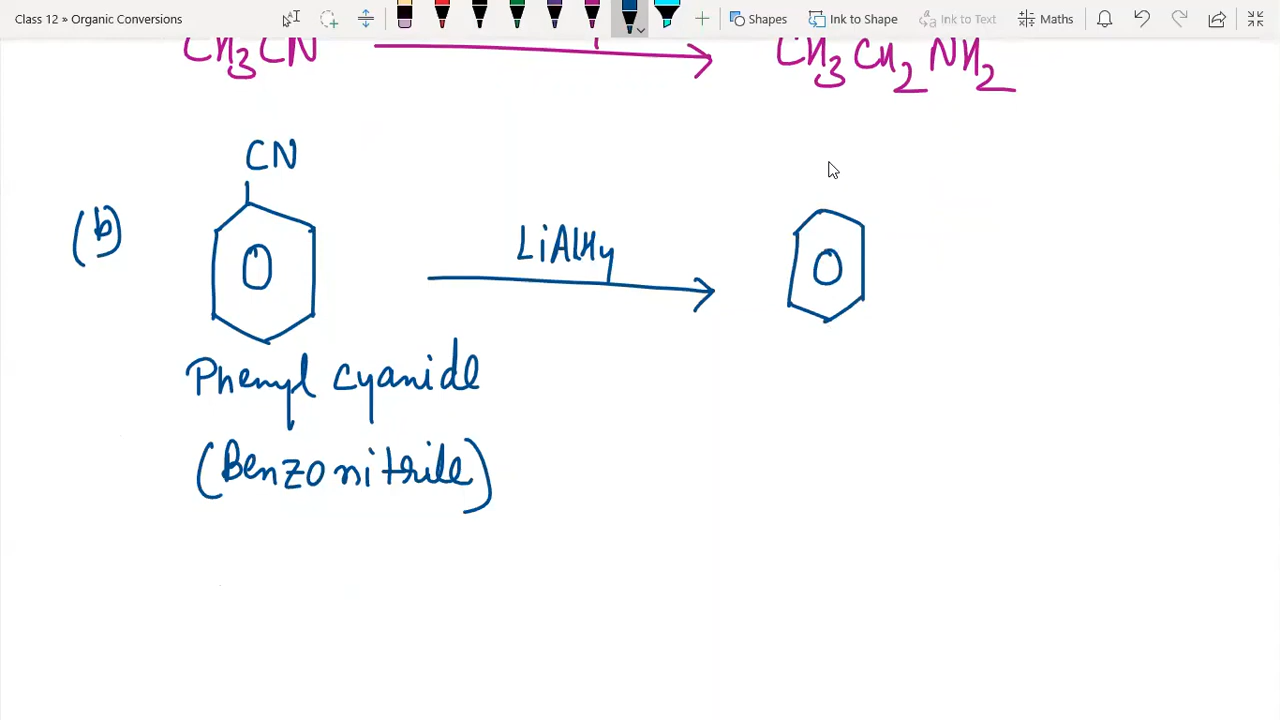 Class 12 » Organic Conversions
Shapes
Ink to Shape
Ink to Text
Maths
CH3CN
CH3CH2NH2
CN
(b)
LiAlH4
Phenyl cyanide
(Benzonitrile)